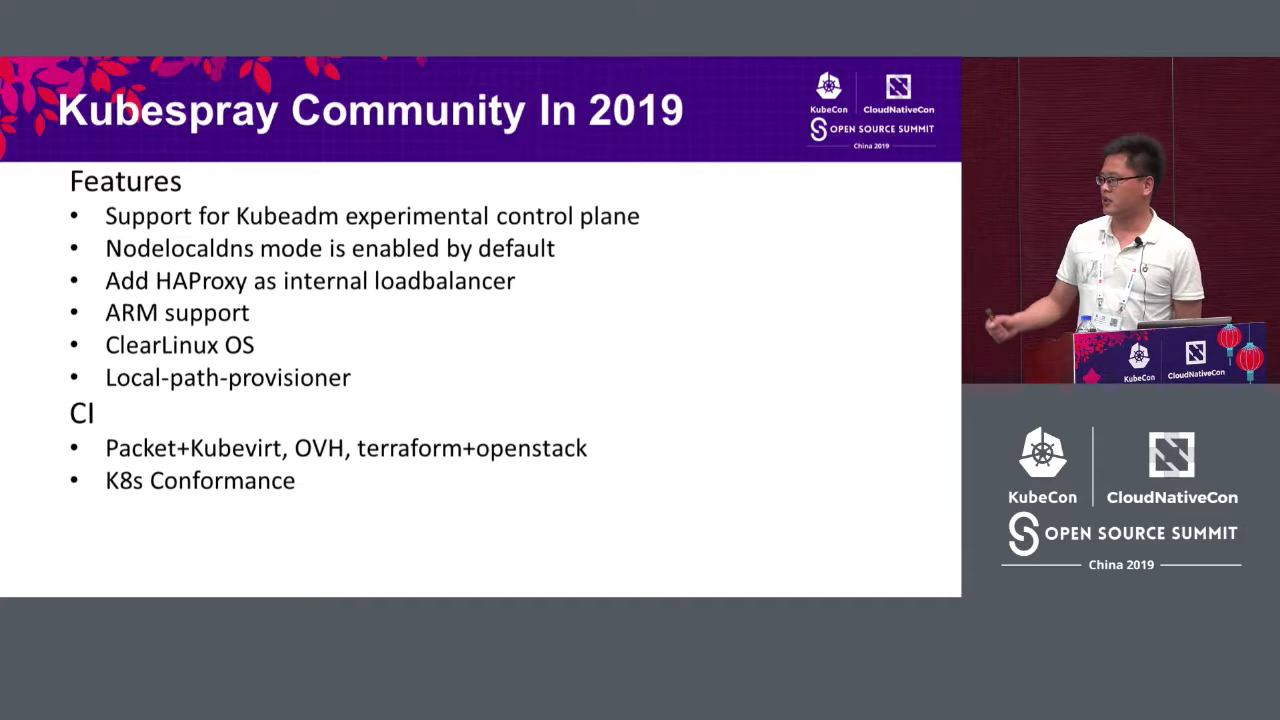 Kubespray Community In 2019
KubeCon
CloudNativeCon
OPEN SOURCE SUMMIT
China 2019
Features
• Support for Kubeadm experimental control plane
• Nodelocaldns mode is enabled by default
• Add HAProxy as internal loadbalancer
• ARM support
• ClearLinux OS
• Local-path-provisioner
CI
• Packet+Kubevirt, OVH, terraform+openstack
• K8s Conformance
KubeCon
CloudNativeCon
KubeCon
CloudNativeCon
OPEN SOURCE SUMMIT
China 2019